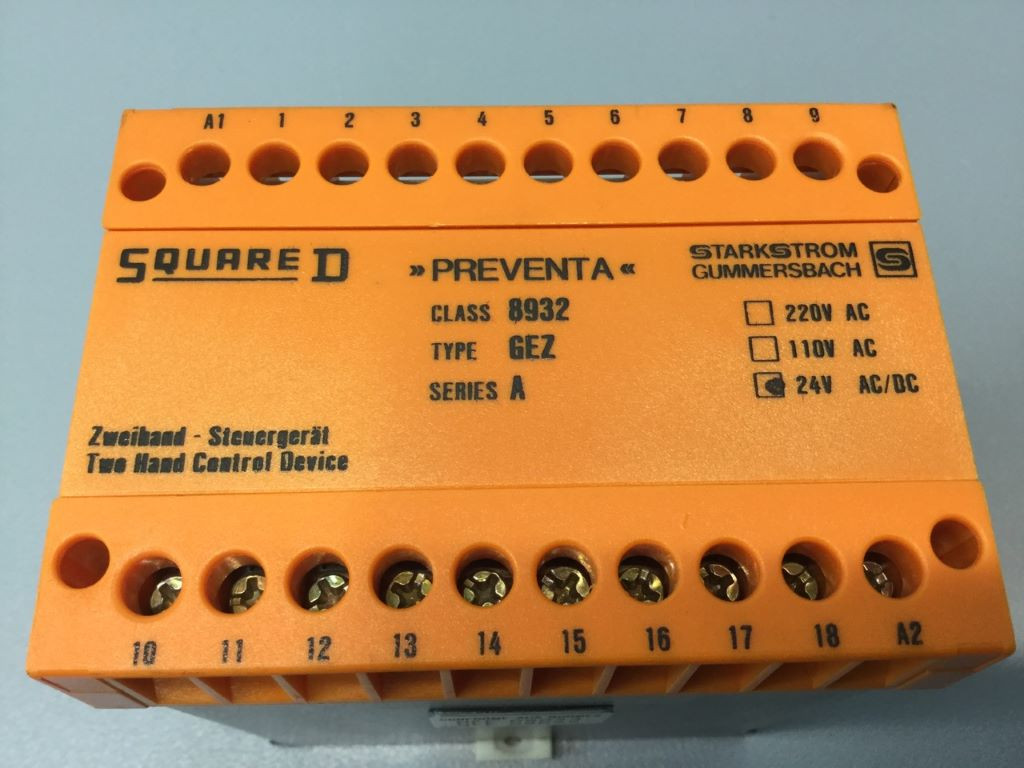 A1 1 2 3 4 5 6 7 8 9
SQUARE D
»PREVENTA«
STARKSTROM
GUMMERSBACH
CLASS 8932
TYPE GEZ
SERIES A
220V AC
110V AC
24V AC/DC
Zweihand - Steuergerät
Two Hand Control Device
10 11 12 13 14 15 16 17 18 A2